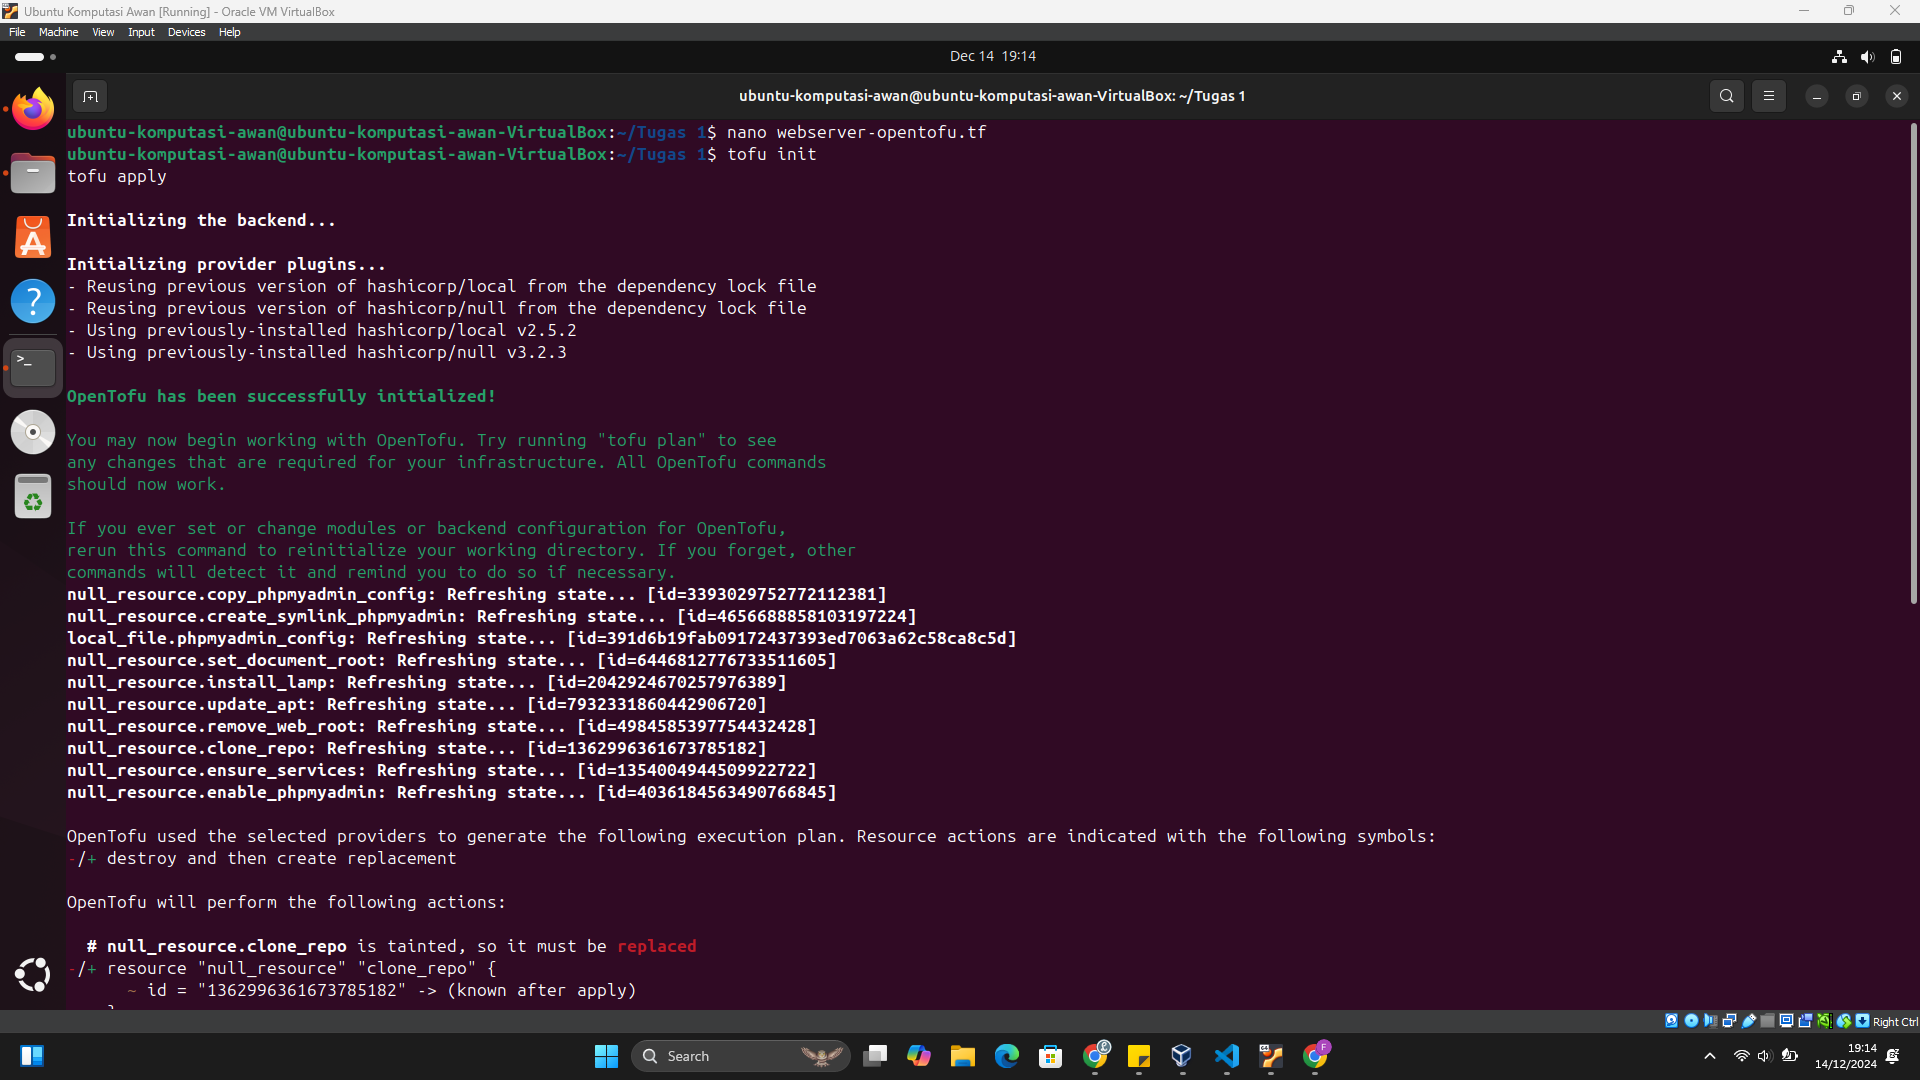 Ubuntu Komputasi Awan [Running] - Oracle VM VirtualBox
File Machine View Input Devices Help
Dec 14 19:14
ubuntu-komputasi-awan@ubuntu-komputasi-awan-VirtualBox: ~/Tugas 1
ubuntu-komputasi-awan@ubuntu-komputasi-awan-VirtualBox:~/Tugas 1$ nano webserver-opentofu.tf
ubuntu-komputasi-awan@ubuntu-komputasi-awan-VirtualBox:~/Tugas 1$ tofu init
tofu apply
Initializing the backend...
Initializing provider plugins...
- Reusing previous version of hashicorp/local from the dependency lock file
- Reusing previous version of hashicorp/null from the dependency lock file
- Using previously-installed hashicorp/local v2.5.2
- Using previously-installed hashicorp/null v3.2.3
OpenTofu has been successfully initialized!
You may now begin working with OpenTofu. Try running "tofu plan" to see
any changes that are required for your infrastructure. All OpenTofu commands
should now work.
If you ever set or change modules or backend configuration for OpenTofu,
rerun this command to reinitialize your working directory. If you forget, other
commands will detect it and remind you to do so if necessary.
null_resource.copy_phpmyadmin_config: Refreshing state... [id=3393029752772112381]
null_resource.create_symlink_phpmyadmin: Refreshing state... [id=4656688858103197224]
local_file.phpmyadmin_config: Refreshing state... [id=391d6b19fab09172437393ed7063a62c58ca8c5d]
null_resource.set_document_root: Refreshing state... [id=6446812776733511605]
null_resource.install_lamp: Refreshing state... [id=2042924670257976389]
null_resource.update_apt: Refreshing state... [id=7932331860442906720]
null_resource.remove_web_root: Refreshing state... [id=4984585397754432428]
null_resource.clone_repo: Refreshing state... [id=1362996361673785182]
null_resource.ensure_services: Refreshing state... [id=1354004944509922722]
null_resource.enable_phpmyadmin: Refreshing state... [id=4036184563490766845]
OpenTofu used the selected providers to generate the following execution plan. Resource actions are indicated with the following symbols:
-/+ destroy and then create replacement
OpenTofu will perform the following actions:
# null_resource.clone_repo is tainted, so it must be replaced
-/+ resource "null_resource" "clone_repo" {
~ id = "1362996361673785182" -> (known after apply)
Right Ctrl
Search
19:14
14/12/2024